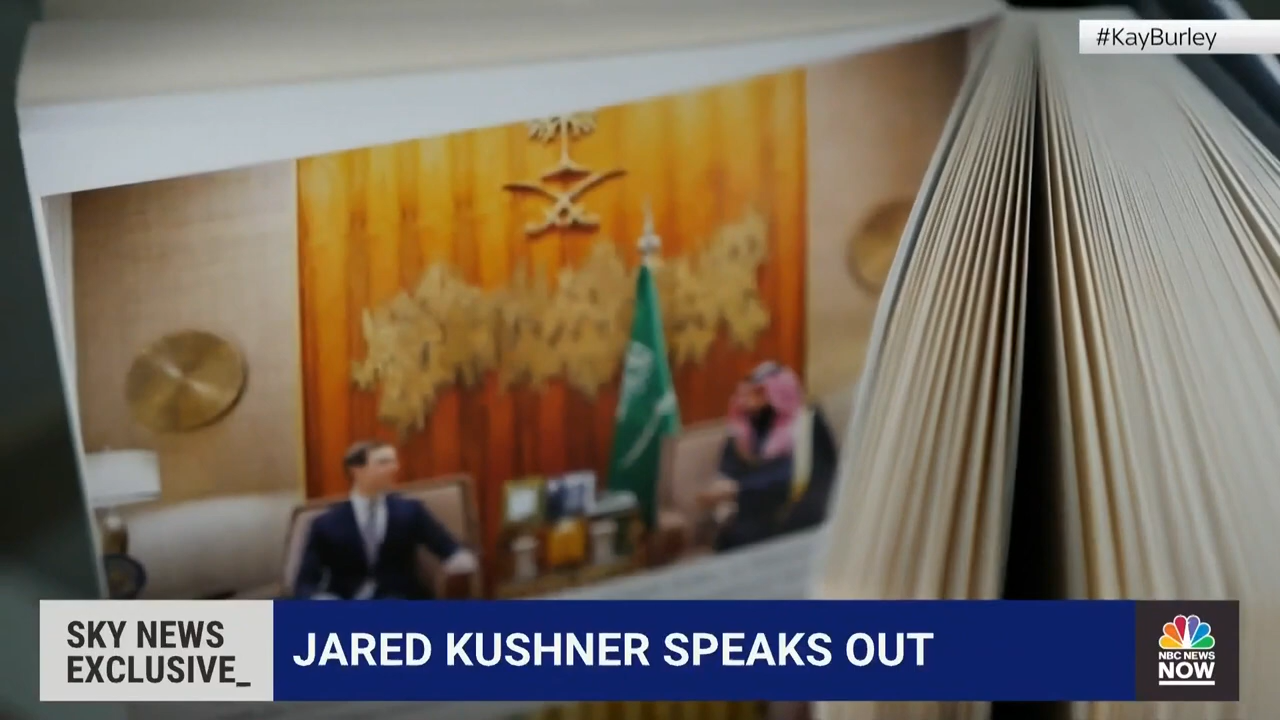 #KayBurley
SKY NEWS
EXCLUSIVE_
JARED KUSHNER SPEAKS OUT
NBC NEWS
NOW